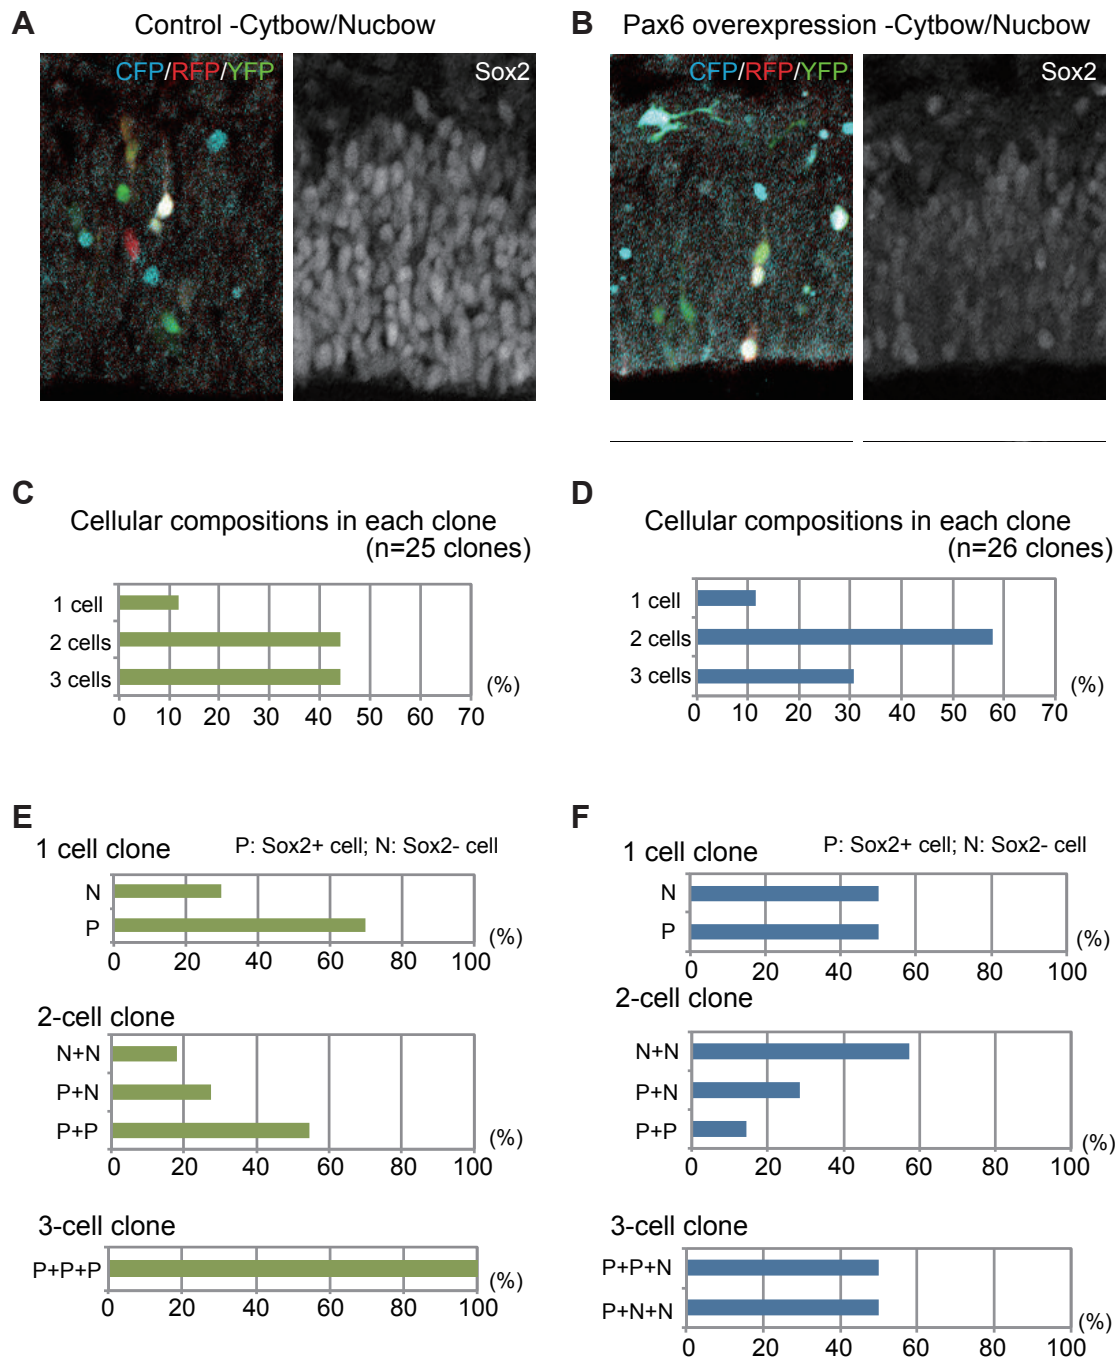 A Control -Cytbow/Nucbow
CFP/RFP/YFP
Sox2
B Pax6 overexpression -Cytbow/Nucbow
CFP/RFP/YFP
Sox2
C
Cellular compositions in each clone
(n=25 clones)
1 cell
2 cells
3 cells
(%)
0 10 20 30 40 50 60 70
D
Cellular compositions in each clone
(n=26 clones)
1 cell
2 cells
3 cells
(%)
0 10 20 30 40 50 60 70
E
1 cell clone
P: Sox2+ cell; N: Sox2- cell
N
P
(%)
0 20 40 60 80 100
2-cell clone
N+N
P+N
P+P
(%)
0 20 40 60 80 100
3-cell clone
P+P+P
(%)
0 20 40 60 80 100
F
1 cell clone
P: Sox2+ cell; N: Sox2- cell
N
P
(%)
0 20 40 60 80 100
2-cell clone
N+N
P+N
P+P
(%)
0 20 40 60 80 100
3-cell clone
P+P+N
P+N+N
(%)
0 20 40 60 80 100